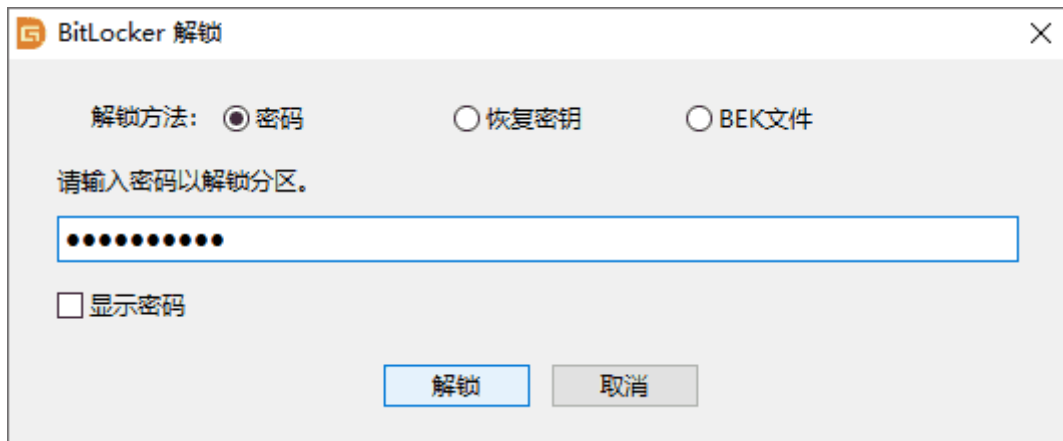 BitLocker 解锁
解锁方法： 密码 恢复密钥 BEK文件
请输入密码以解锁分区。
●●●●●●●●●●
显示密码
解锁 取消